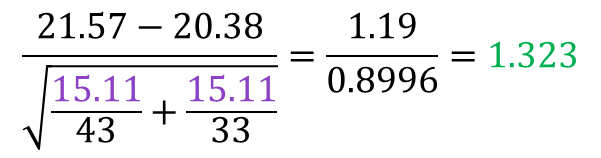 21.57 − 20.38 1.19
= = 1.323
√ 15.11 + 15.11 0.8996
43 33